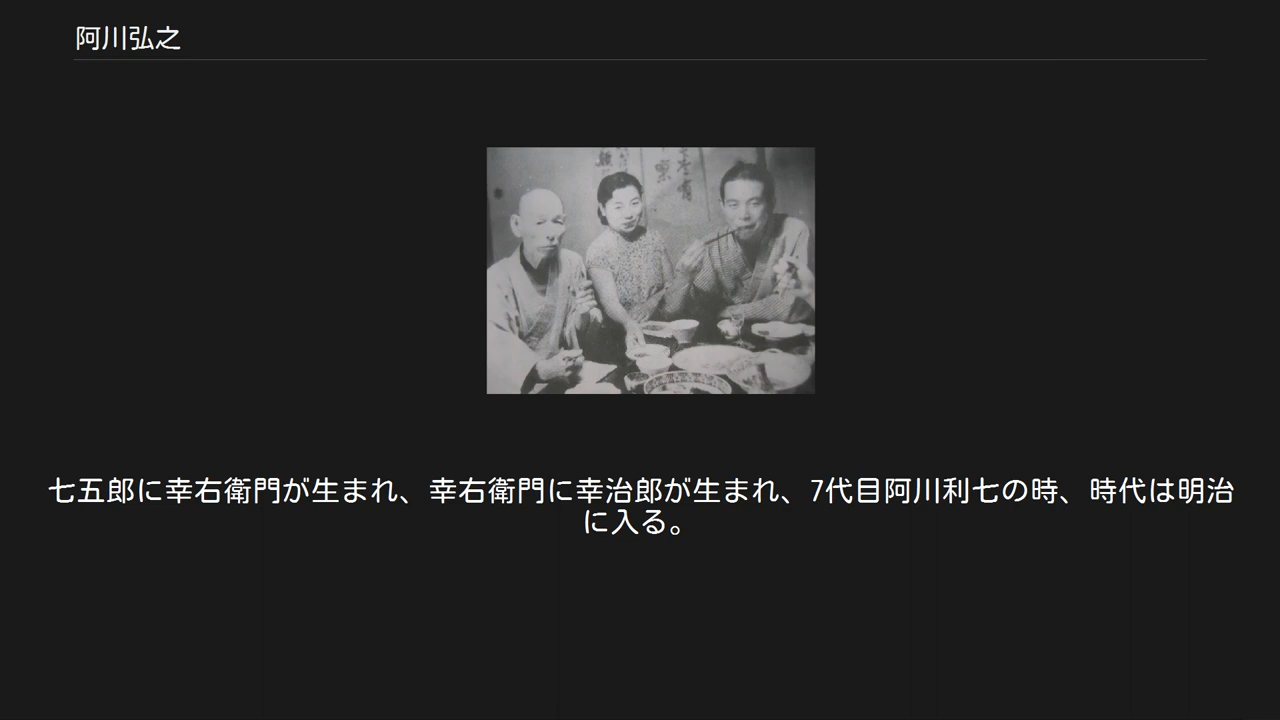 阿川弘之
七五郎に幸右衛門が生まれ、幸右衛門に幸治郎が生まれ、7代目阿川利七の時、時代は明治
に入る。